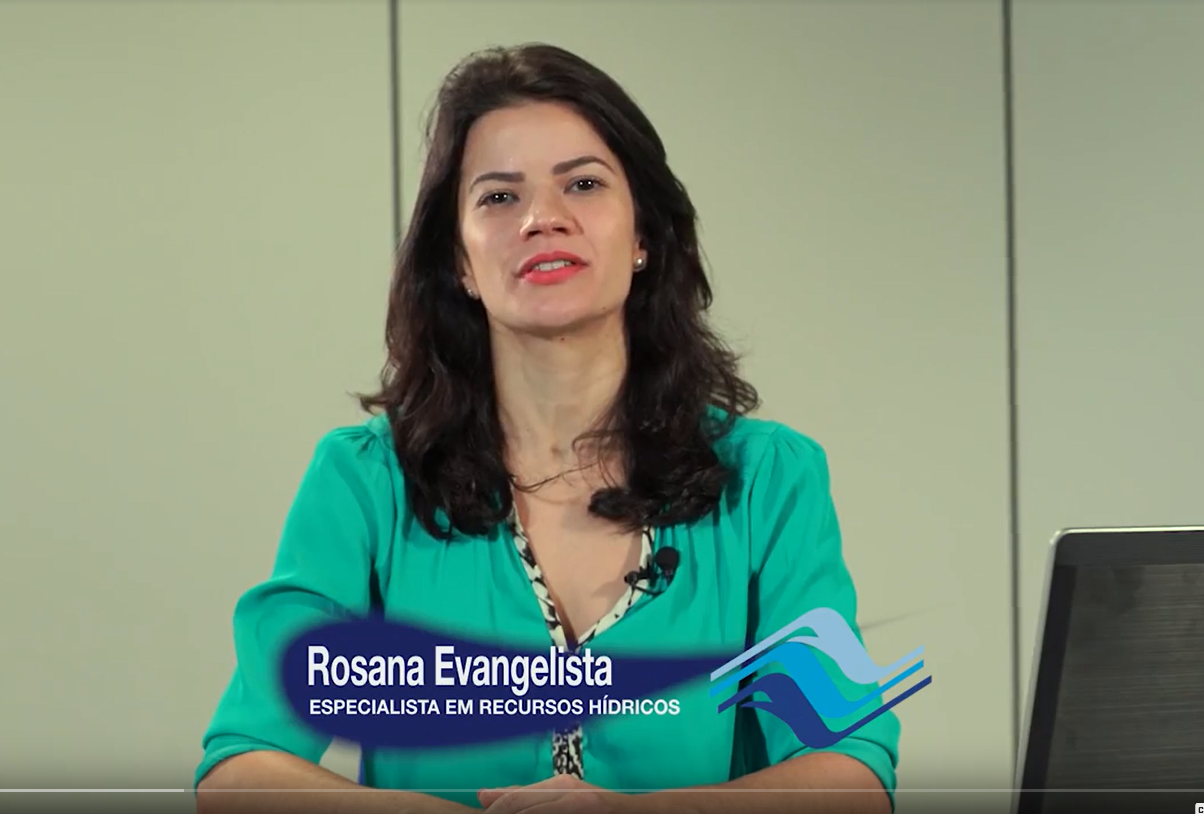 Rosana Evangelista
ESPECIALISTA EM RECURSOS HÍDRICOS